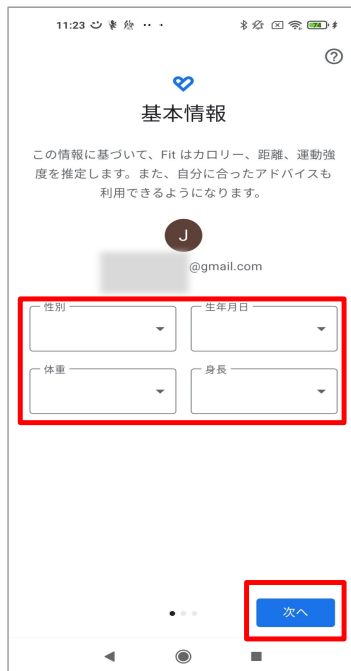 11:23
74
基本情報
この情報に基づいて、Fit はカロリー、距離、運動強
度を推定します。また、自分に合ったアドバイスも
利用できるようになります。
J
@gmail.com
性別
生年月日
体重
身長
次へ